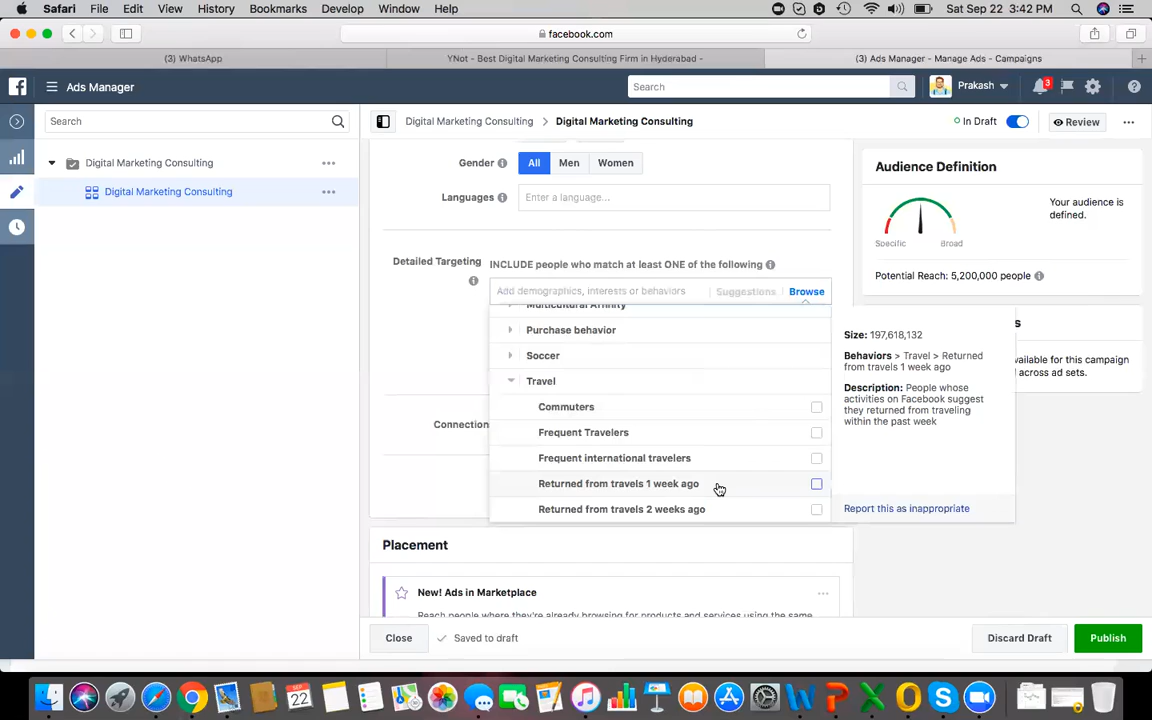 Safari File Edit View History Bookmarks Develop Window Help Sat Sep 22 3:42 PM
facebook.com
(3) WhatsApp YNot - Best Digital Marketing Consulting Firm in Hyderabad - (3) Ads Manager - Manage Ads - Campaigns
Ads Manager Search Prakash 3
Search Digital Marketing Consulting Digital Marketing Consulting In Draft Review
Digital Marketing Consulting
Digital Marketing Consulting
Gender All Men Women
Languages Enter a language...
Detailed Targeting INCLUDE people who match at least ONE of the following
Add demographics, interests or behaviors Suggestions Browse
Multicultural Affinity
Purchase behavior
Soccer
Travel
Commuters
Frequent Travelers
Frequent international travelers
Returned from travels 1 week ago
Returned from travels 2 weeks ago
Connection
Size: 197,618,132
Behaviors > Travel > Returned
from travels 1 week ago
Description: People whose
activities on Facebook suggest
they returned from traveling
within the past week
Report this as inappropriate
Audience Definition
Your audience is
defined.
Specific Broad
Potential Reach: 5,200,000 people
s
vailable for this campaign
f across ad sets.
Placement
New! Ads in Marketplace
Reach people where they're already browsing for products and services using the same
Close Saved to draft Discard Draft Publish